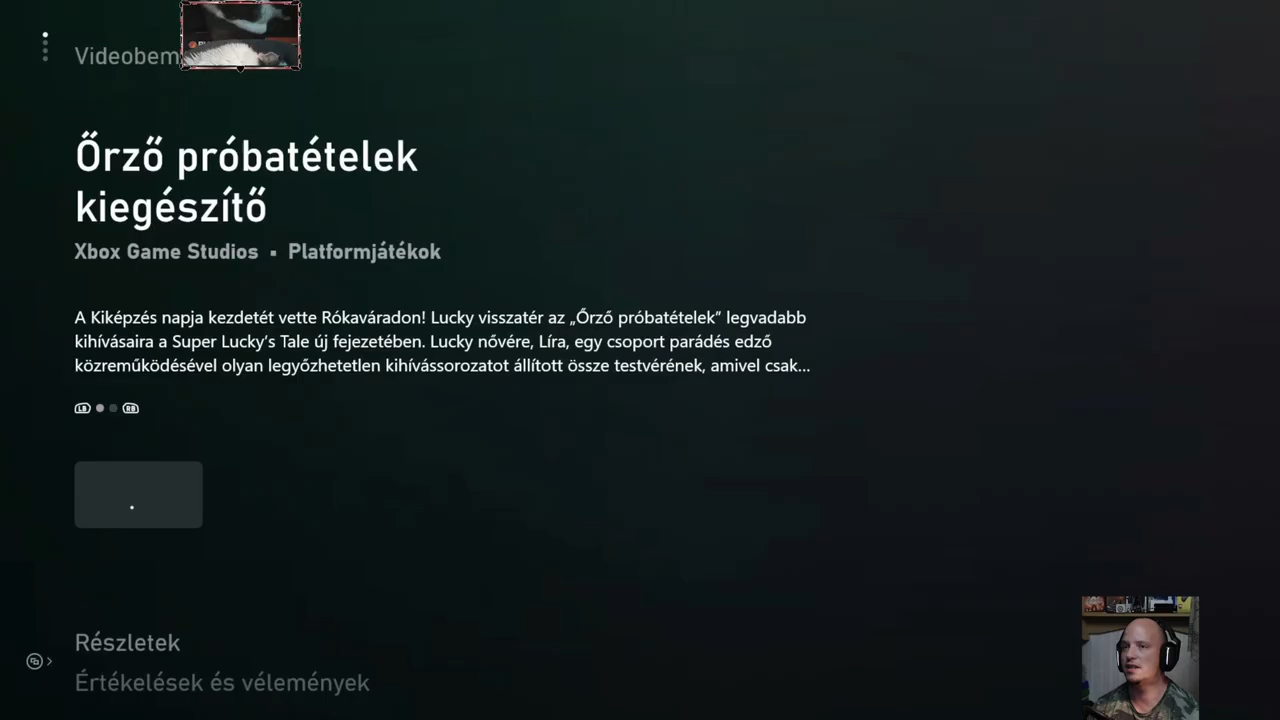 Videobem
Őrző próbatételek
kiegészítő
Xbox Game Studios ▪ Platformjátékok
A Kiképzés napja kezdetét vette Rókaváradon! Lucky visszatér az „Őrző próbatételek” legvadabb
kihívásaira a Super Lucky’s Tale új fejezetében. Lucky nővére, Líra, egy csoport parádés edző
közreműködésével olyan legyőzhetetlen kihívássorozatot állított össze testvérének, amivel csak...
LB RB
Részletek
Értékelések és vélemények